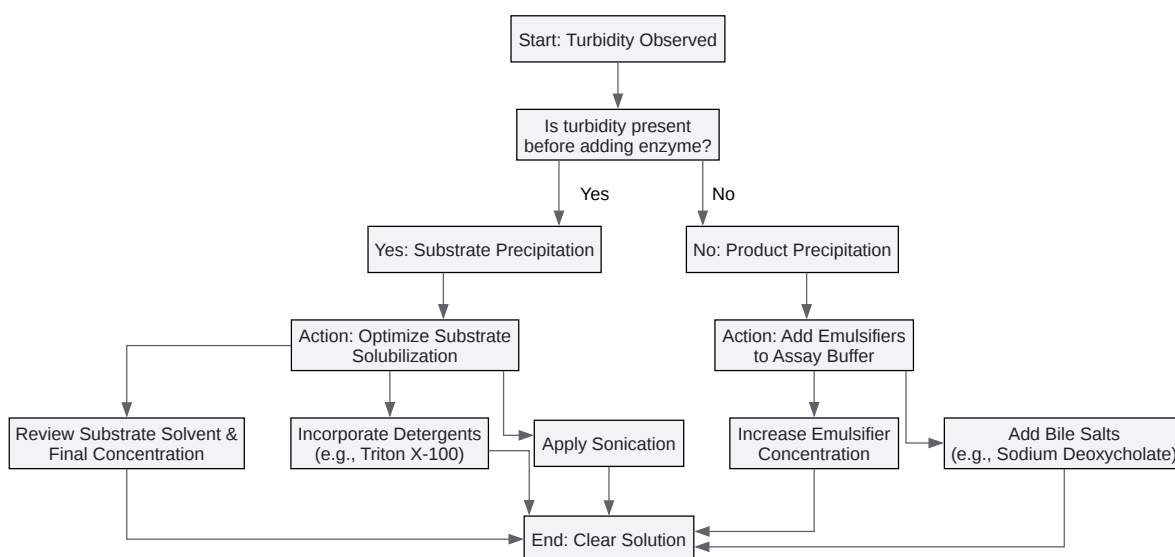 Start: Turbidity Observed
Is turbidity present
before adding enzyme?
Yes
No
Yes: Substrate Precipitation
No: Product Precipitation
Action: Optimize Substrate
Solubilization
Action: Add Emulsifiers
to Assay Buffer
Review Substrate Solvent &
Final Concentration
Incorporate Detergents
(e.g., Triton X-100)
Apply Sonication
Increase Emulsifier
Concentration
Add Bile Salts
(e.g., Sodium Deoxycholate)
End: Clear Solution